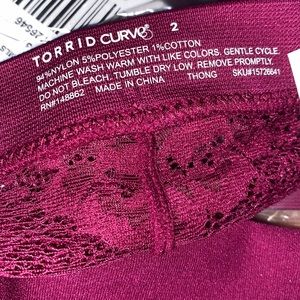 TORRID CURVE 2
94%NYLON 5%POLYESTER 1%COTTON
MACHINE WASH WARM WITH LIKE COLORS, GENTLE CYCLE.
DO NOT BLEACH. TUMBLE DRY LOW. REMOVE PROMPTLY.
RN#148862 MADE IN CHINA THONG SKU#15726641